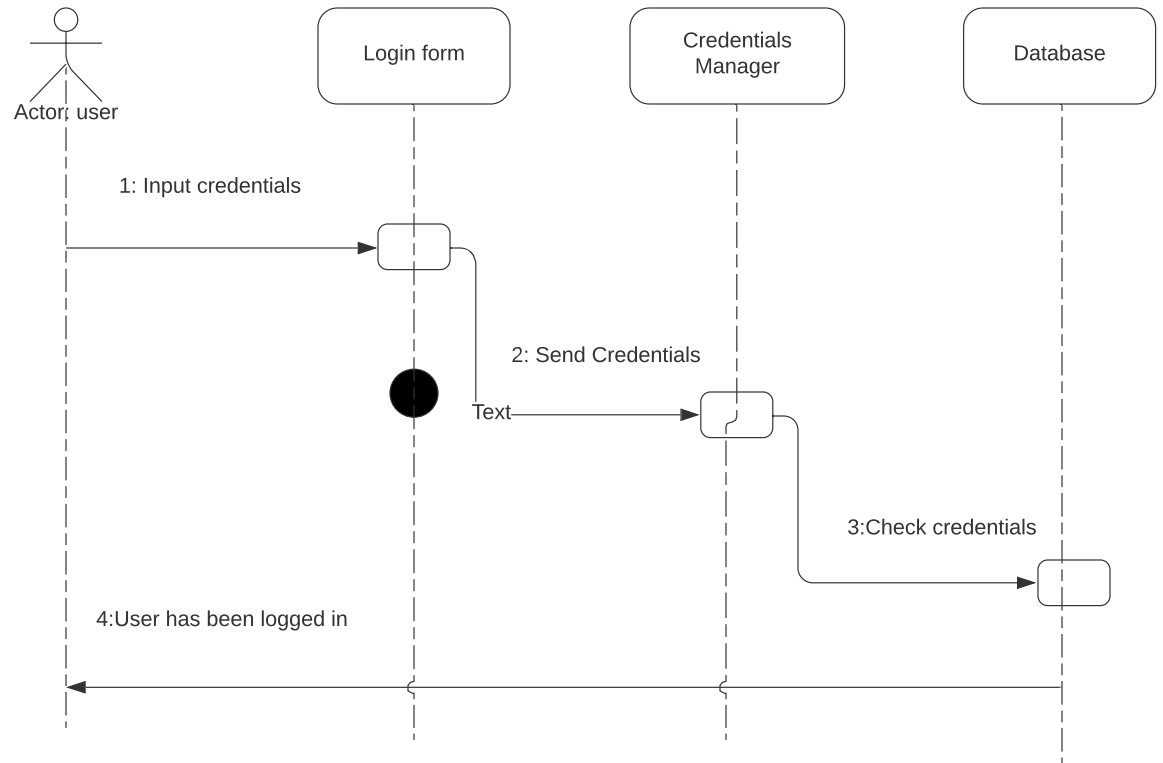 Login form
Credentials
Manager
Database
Actor: user
1: Input credentials
2: Send Credentials
Text
3:Check credentials
4:User has been logged in